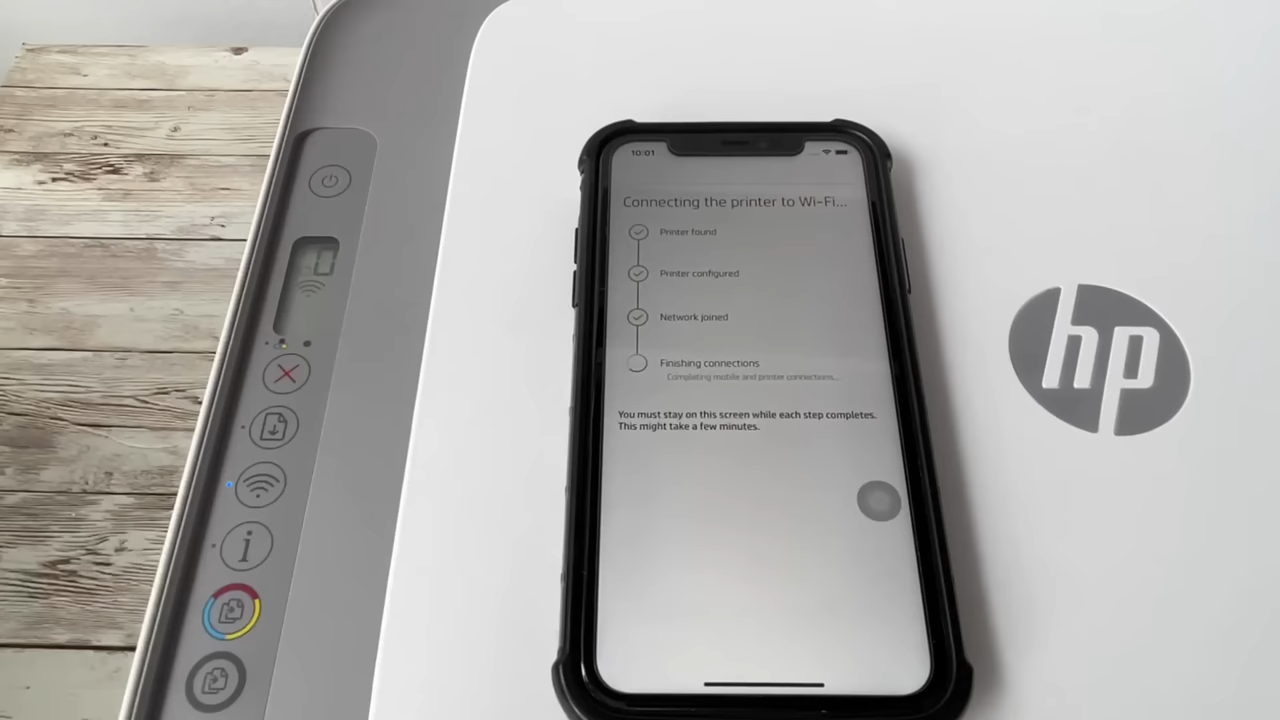 10:01
Connecting the printer to Wi-Fi...
Printer found
Printer configured
Network joined
Finishing connections
Completing mobile and printer connections...
You must stay on this screen while each step completes.
This might take a few minutes.
0
i
hp